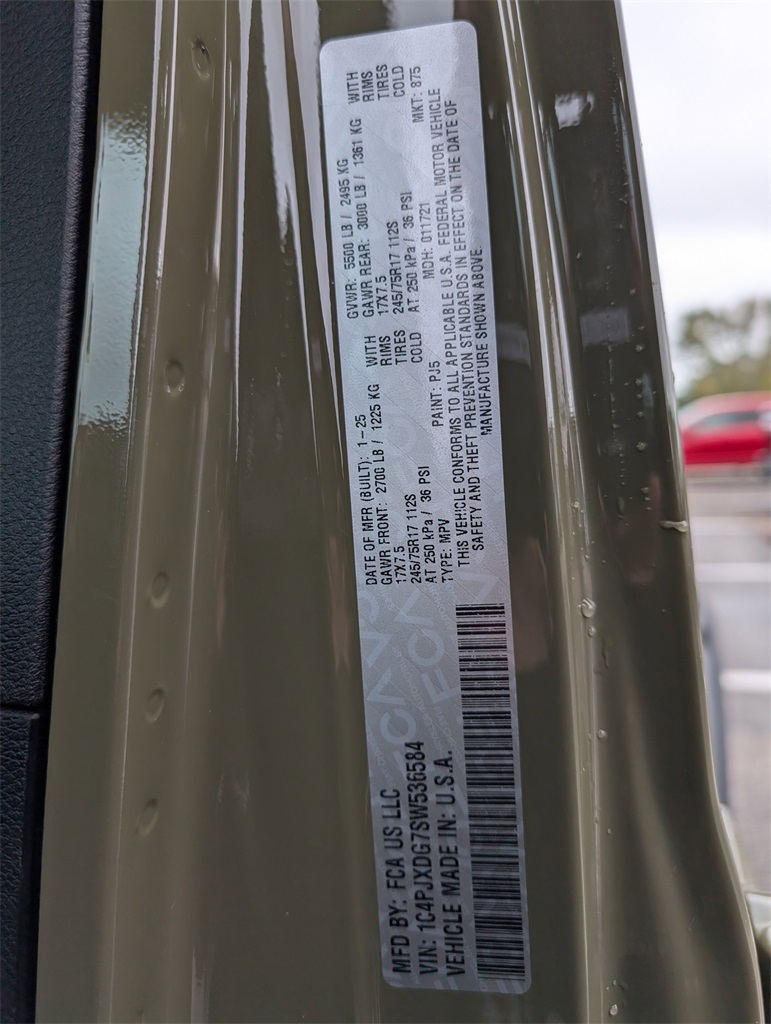 MFD BY: FCA US LLC
VIN: 1C4PJXDG7SW536584
VEHICLE MADE IN: U.S.A.
DATE OF MFR (BUILT): 1-25 GVWR: 5500 LB / 2495 KG
GAWR FRONT: 2700 LB / 1225 KG WITH GAWR REAR: 3000 LB / 1361 KG WITH
17X7.5 RIMS 17X7.5 RIMS
245/75R17 112S TIRES 245/75R17 112S TIRES
AT 250 kPa / 36 PSI COLD AT 250 kPa / 36 PSI COLD
TYPE: MPV PAINT: PJ5 MDH: 011721 MKT: 875
THIS VEHICLE CONFORMS TO ALL APPLICABLE U.S.A. FEDERAL MOTOR VEHICLE
SAFETY AND THEFT PREVENTION STANDARDS IN EFFECT ON THE DATE OF
MANUFACTURE SHOWN ABOVE.